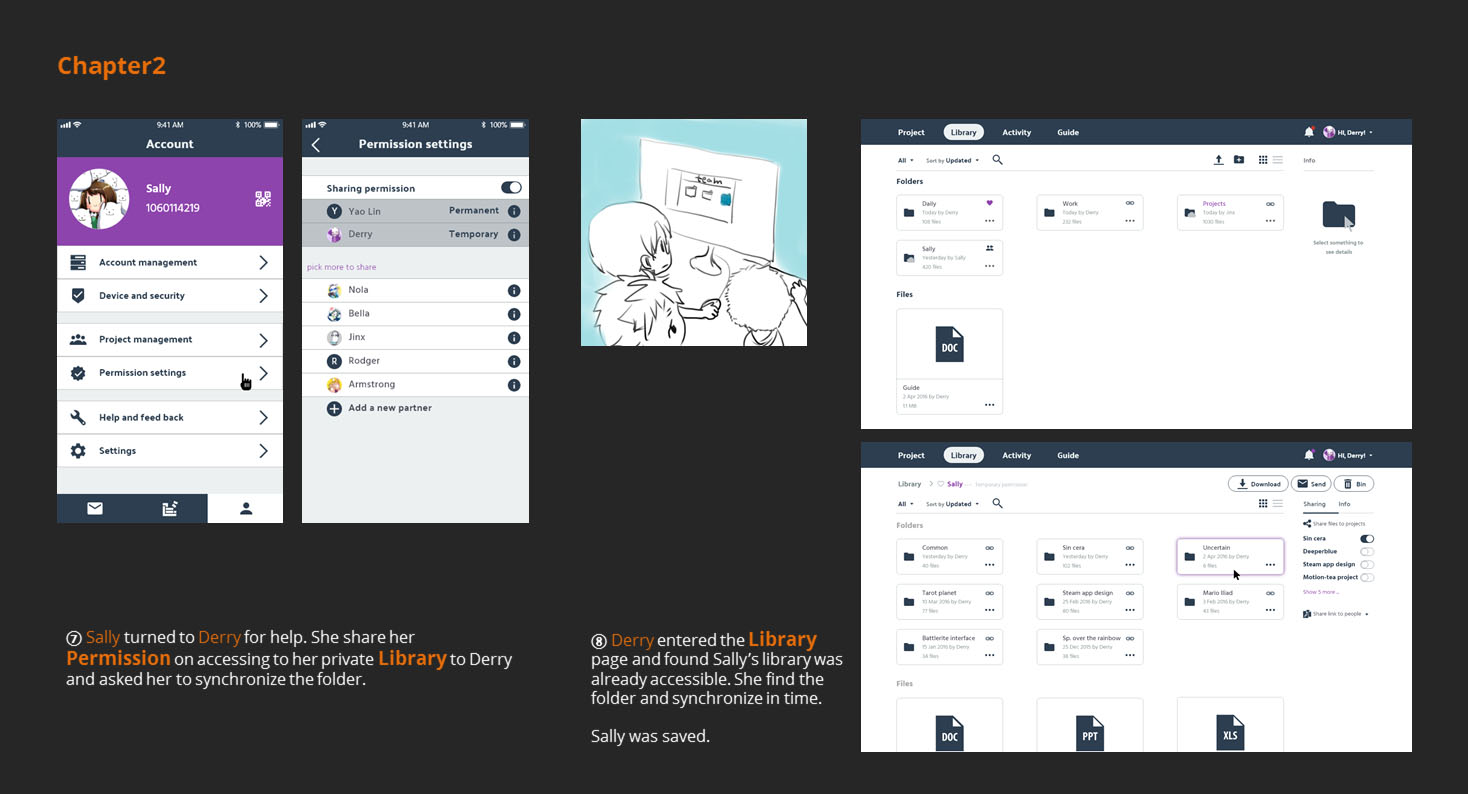 Chapter2
9:41 AM
100%
Account
Sally
1060114219
Account management
Device and security
Project management
Permission settings
Help and feed back
Settings
9:41 AM
100%
Permission settings
Sharing permission
Y Yao Lin Permanent
Derry Temporary
pick more to share
Nola
Bella
Jinx
R Rodger
Armstrong
Add a new partner
team
Project Library Activity Guide Hi, Derry!
All Sort by Updated Info
Folders
Daily
Today by Derry
108 files
Work
Today by Derry
232 files
Projects
Today by Jinx
1030 files
Select something to
see details
Sally
Yesterday by Sally
420 files
Files
DOC
Guide
2 Apr 2016 by Derry
1.1 MB
Project Library Activity Guide Hi, Derry!
Library Sally — Temporary permission Download Send Bin
All Sort by Updated Sharing Info
Folders
Share files to projects
Sin cera
Deeperblue
Steam app design
Motion-tea project
Show 5 more...
Share link to people
Common
Yesterday by Derry
40 files
Sin cera
Yesterday by Derry
102 files
Uncertain
2 Apr 2016 by Derry
6 files
Tarot planet
10 Mar 2016 by Derry
77 files
Steam app design
25 Feb 2016 by Derry
80 files
Mario Iliad
3 Feb 2016 by Derry
43 files
Battlerite interface
15 Jan 2016 by Derry
34 files
Sp. over the rainbow
25 Dec 2015 by Derry
38 files
Files
DOC
PPT
XLS
⑦ Sally turned to Derry for help. She share her
Permission on accessing to her private Library to Derry
and asked her to synchronize the folder.
⑧ Derry entered the Library
page and found Sally's library was
already accessible. She find the
folder and synchronize in time.
Sally was saved.